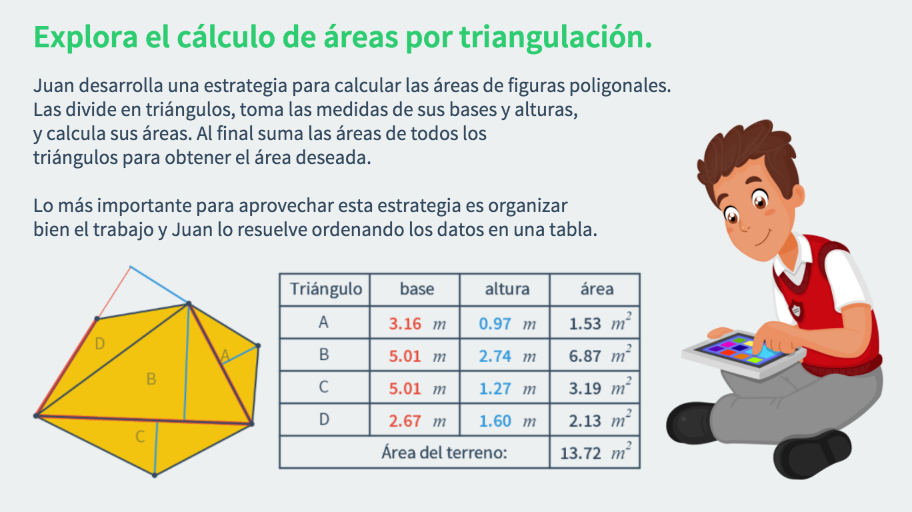 Explora el cálculo de áreas por triangulación.
Juan desarrolla una estrategia para calcular las áreas de figuras poligonales.
Las divide en triángulos, toma las medidas de sus bases y alturas,
y calcula sus áreas. Al final suma las áreas de todos los
triángulos para obtener el área deseada.
Lo más importante para aprovechar esta estrategia es organizar
bien el trabajo y Juan lo resuelve ordenando los datos en una tabla.
D
A
B
C
Triángulo base altura área
A 3.16 m 0.97 m 1.53 m²
B 5.01 m 2.74 m 6.87 m²
C 5.01 m 1.27 m 3.19 m²
D 2.67 m 1.60 m 2.13 m²
Área del terreno: 13.72 m²